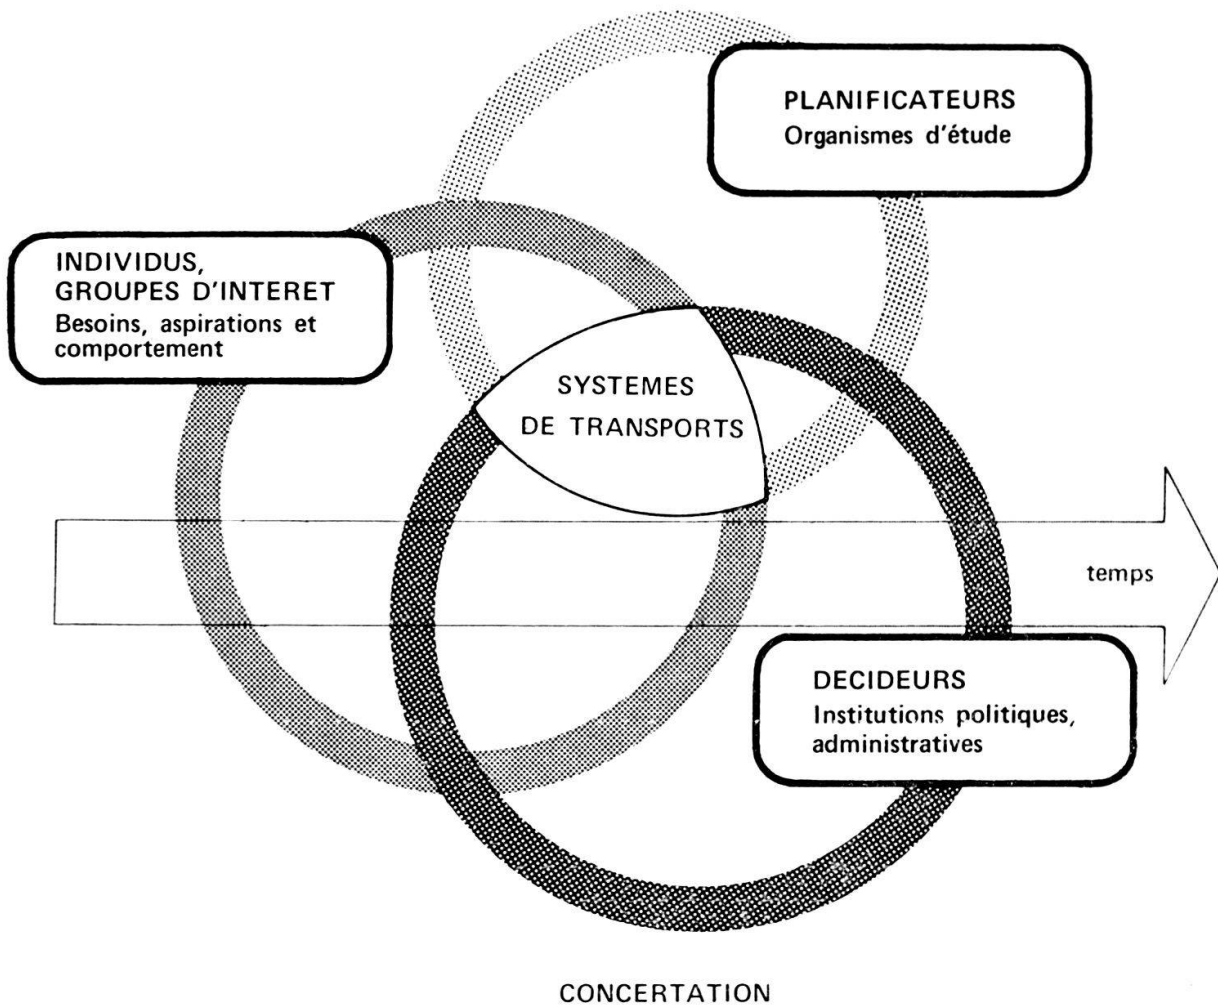 PLANIFICATEURS
Organismes d'étude
INDIVIDUS,
GROUPES D'INTERET
Besoins, aspirations et
comportement
SYSTEMES
DE TRANSPORTS
temps
DECIDEURS
Institutions politiques,
administratives
CONCERTATION